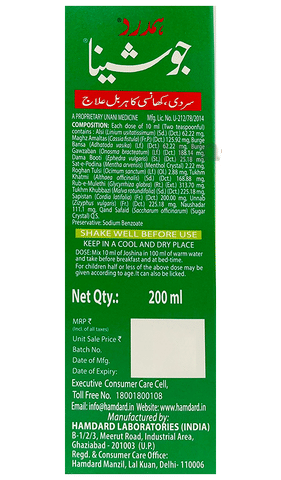 ہمدرد
جوشینا
سردی، کھانسی کا ہربل علاج
A PROPRIETARY UNANI MEDICINE Mfg. Lic. No. U-212/78/2014
COMPOSITION: Each dose of 10 ml (Two teaspoonful)
contains : Alsi (Linium usitatissimum) (Sd.) (Dct.) 62.22 mg,
Maghz Amaltas (Cassia fistula) (Fr.) (Dct.) 125.92 mg, Burge
Bansa (Adhatoda vasica) (Lf.) (Dct.) 62.22 mg, Burge
Gawzaban (Onosma bracteatum) (Lf.) (Dct.) 188.14 mg,
Dama Booti (Ephedra vulgaris) (St.) (Dct.) 25.18 mg,
Sat-e-Podina (Mentha arvensis) (Menthol Crystal) 2.22 mg,
Roghan Tulsi (Ocimum sanctum) (Lf.) (Ol.) 2.88 mg, Tukhm
Khatmi (Althaea officinalis) (Sd.) (Dct.) 166.88 mg,
Rub-e-Mulethi (Glycyrrhiza glabra) (Rt.) (Ext.) 313.70 mg,
Tukhm Khubbazi (Malva rotundifolia) (Sd.) (Dct.) 225.18 mg,
Sapistan (Cordia latifolia) (Fr.) (Dct.) 200.00 mg, Unnab
(Zizyphus vulgaris) (Fr.) (Dct.) 225.18 mg, Naushadar
111.1 mg, Qand Safaid (Saccharum officinarum) (Sugar
Crystal) Q.S.
Preservative: Sodium Benzoate
SHAKE WELL BEFORE USE
KEEP IN A COOL AND DRY PLACE
DOSE: Mix 10 ml of Joshina in 100 ml of warm water
and take before breakfast and at bed-time.
For children half or less of the above dose may be
given according to age.It can be taken in all seasons.
Net Qty.: 200 ml
MRP ₹
(Incl. of all taxes)
Unit Sale Price ₹
Batch No.
Date of Mfg.
Date of Expiry:
Executive Consumer Care Cell,
Toll Free No. 18001800108
Email: info@hamdard.in Website: www.hamdard.in
Manufactured by:
HAMDARD LABORATORIES (INDIA)
B-1/2/3, Meerut Road, Industrial Area,
Ghaziabad - 201003 (U.P.)
Regd. & Consumer Care Office:
Hamdard Manzil, Lal Kuan, Delhi- 110006